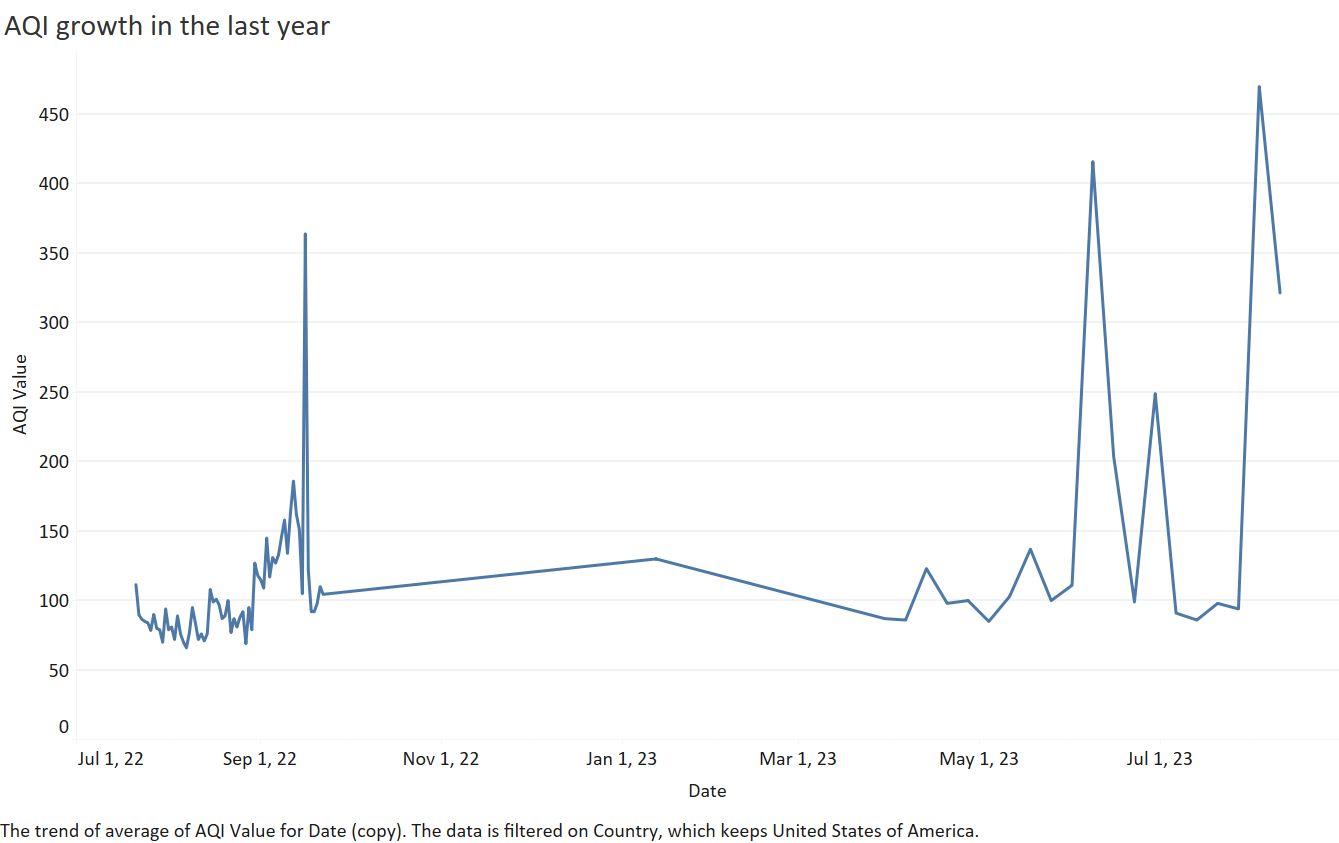 AQI growth in the last year
450
400
350
300
250
200
150
100
50
0
AQI Value
Jul 1, 22
Sep 1, 22
Nov 1, 22
Jan 1, 23
Mar 1, 23
May 1, 23
Jul 1, 23
Date
The trend of average of AQI Value for Date (copy). The data is filtered on Country, which keeps United States of America.